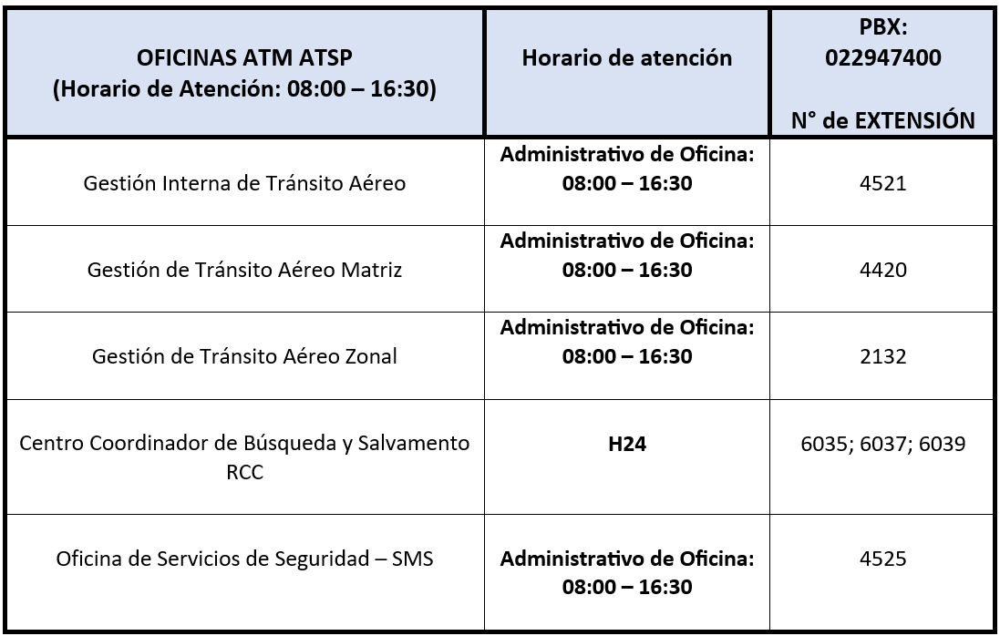 OFICINAS ATM ATSP
(Horario de Atención: 08:00 – 16:30)
Horario de atención
PBX:
022947400
N° de EXTENSIÓN
Gestión Interna de Tránsito Aéreo
Administrativo de Oficina:
08:00 – 16:30
4521
Gestión de Tránsito Aéreo Matriz
Administrativo de Oficina:
08:00 – 16:30
4420
Gestión de Tránsito Aéreo Zonal
Administrativo de Oficina:
08:00 – 16:30
2132
Centro Coordinador de Búsqueda y Salvamento
RCC
H24
6035; 6037; 6039
Oficina de Servicios de Seguridad – SMS
Administrativo de Oficina:
08:00 – 16:30
4525